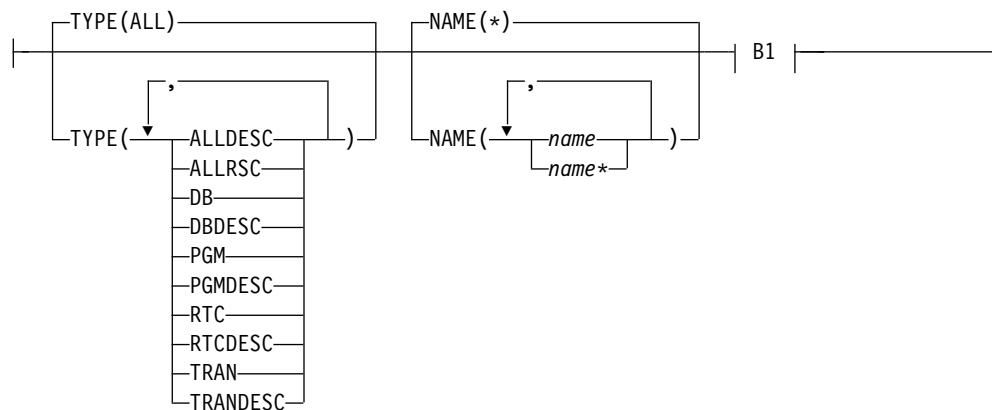 TYPE(ALL) NAME(*)
B1
, ,
TYPE( ALLDESC ) NAME( name )
ALLRSC name*
DB
DBDESC
PGM
PGMDESC
RTC
RTCDESC
TRAN
TRANDESC